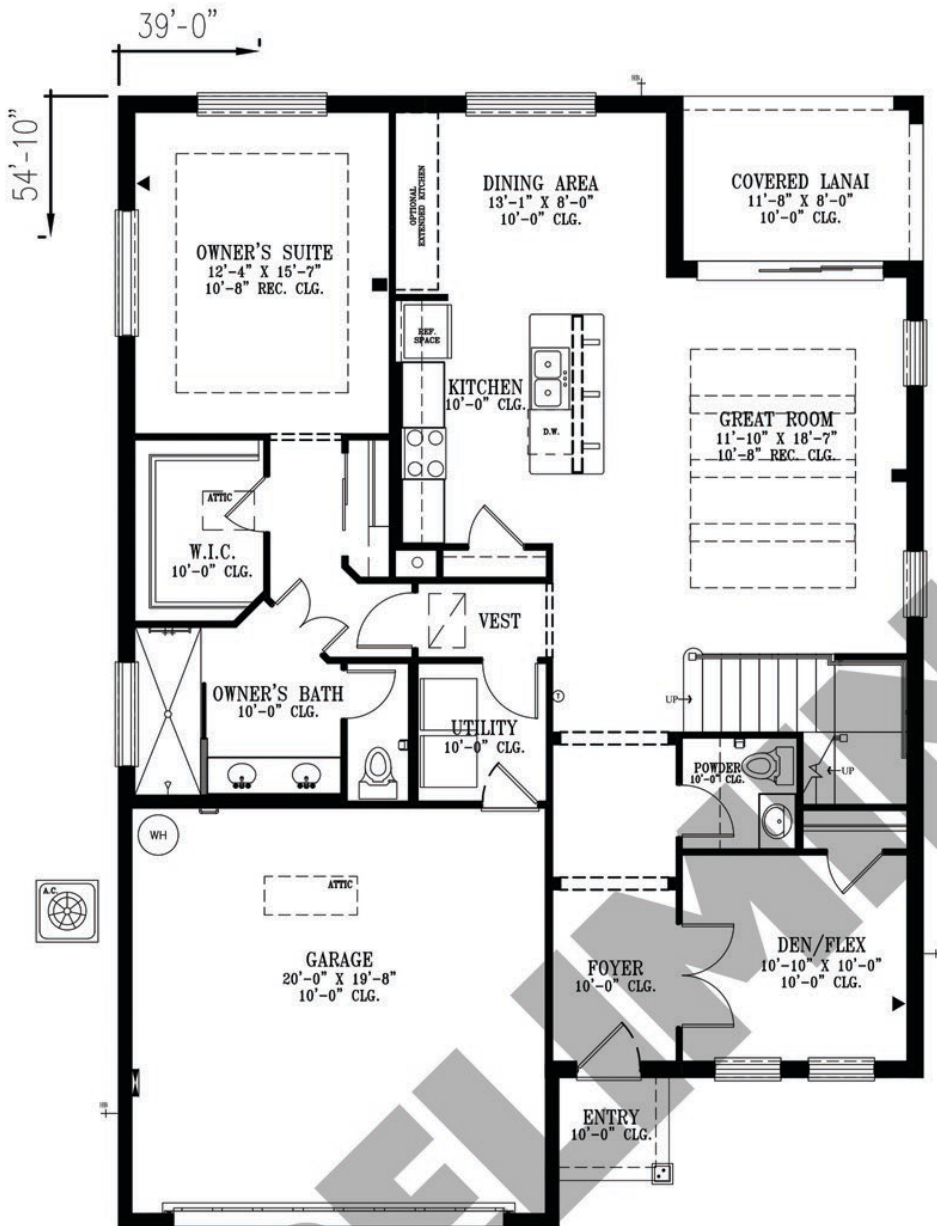 39'-0"
54'-10"
HB
OWNER'S SUITE
12'-4" X 15'-7"
10'-8" REC. CLG.
OPTIONAL
EXTENDED KITCHEN
DINING AREA
13'-1" X 8'-0"
10'-0" CLG.
COVERED LANAI
11'-8" X 8'-0"
10'-0" CLG.
REF.
SPACE
KITCHEN
10'-0" CLG.
D.W.
GREAT ROOM
11'-10" X 18'-7"
10'-8" REC. CLG.
ATTIC
W.I.C.
10'-0" CLG.
VEST
OWNER'S BATH
10'-0" CLG.
UTILITY
10'-0" CLG.
T
UP
POWDER
10'-0" CLG.
UP
WH
A.C.
ATTIC
GARAGE
20'-0" X 19'-8"
10'-0" CLG.
FOYER
10'-0" CLG.
DEN/FLEX
10'-10" X 10'-0"
10'-0" CLG.
HB
ENTRY
10'-0" CLG.
ELIMIN